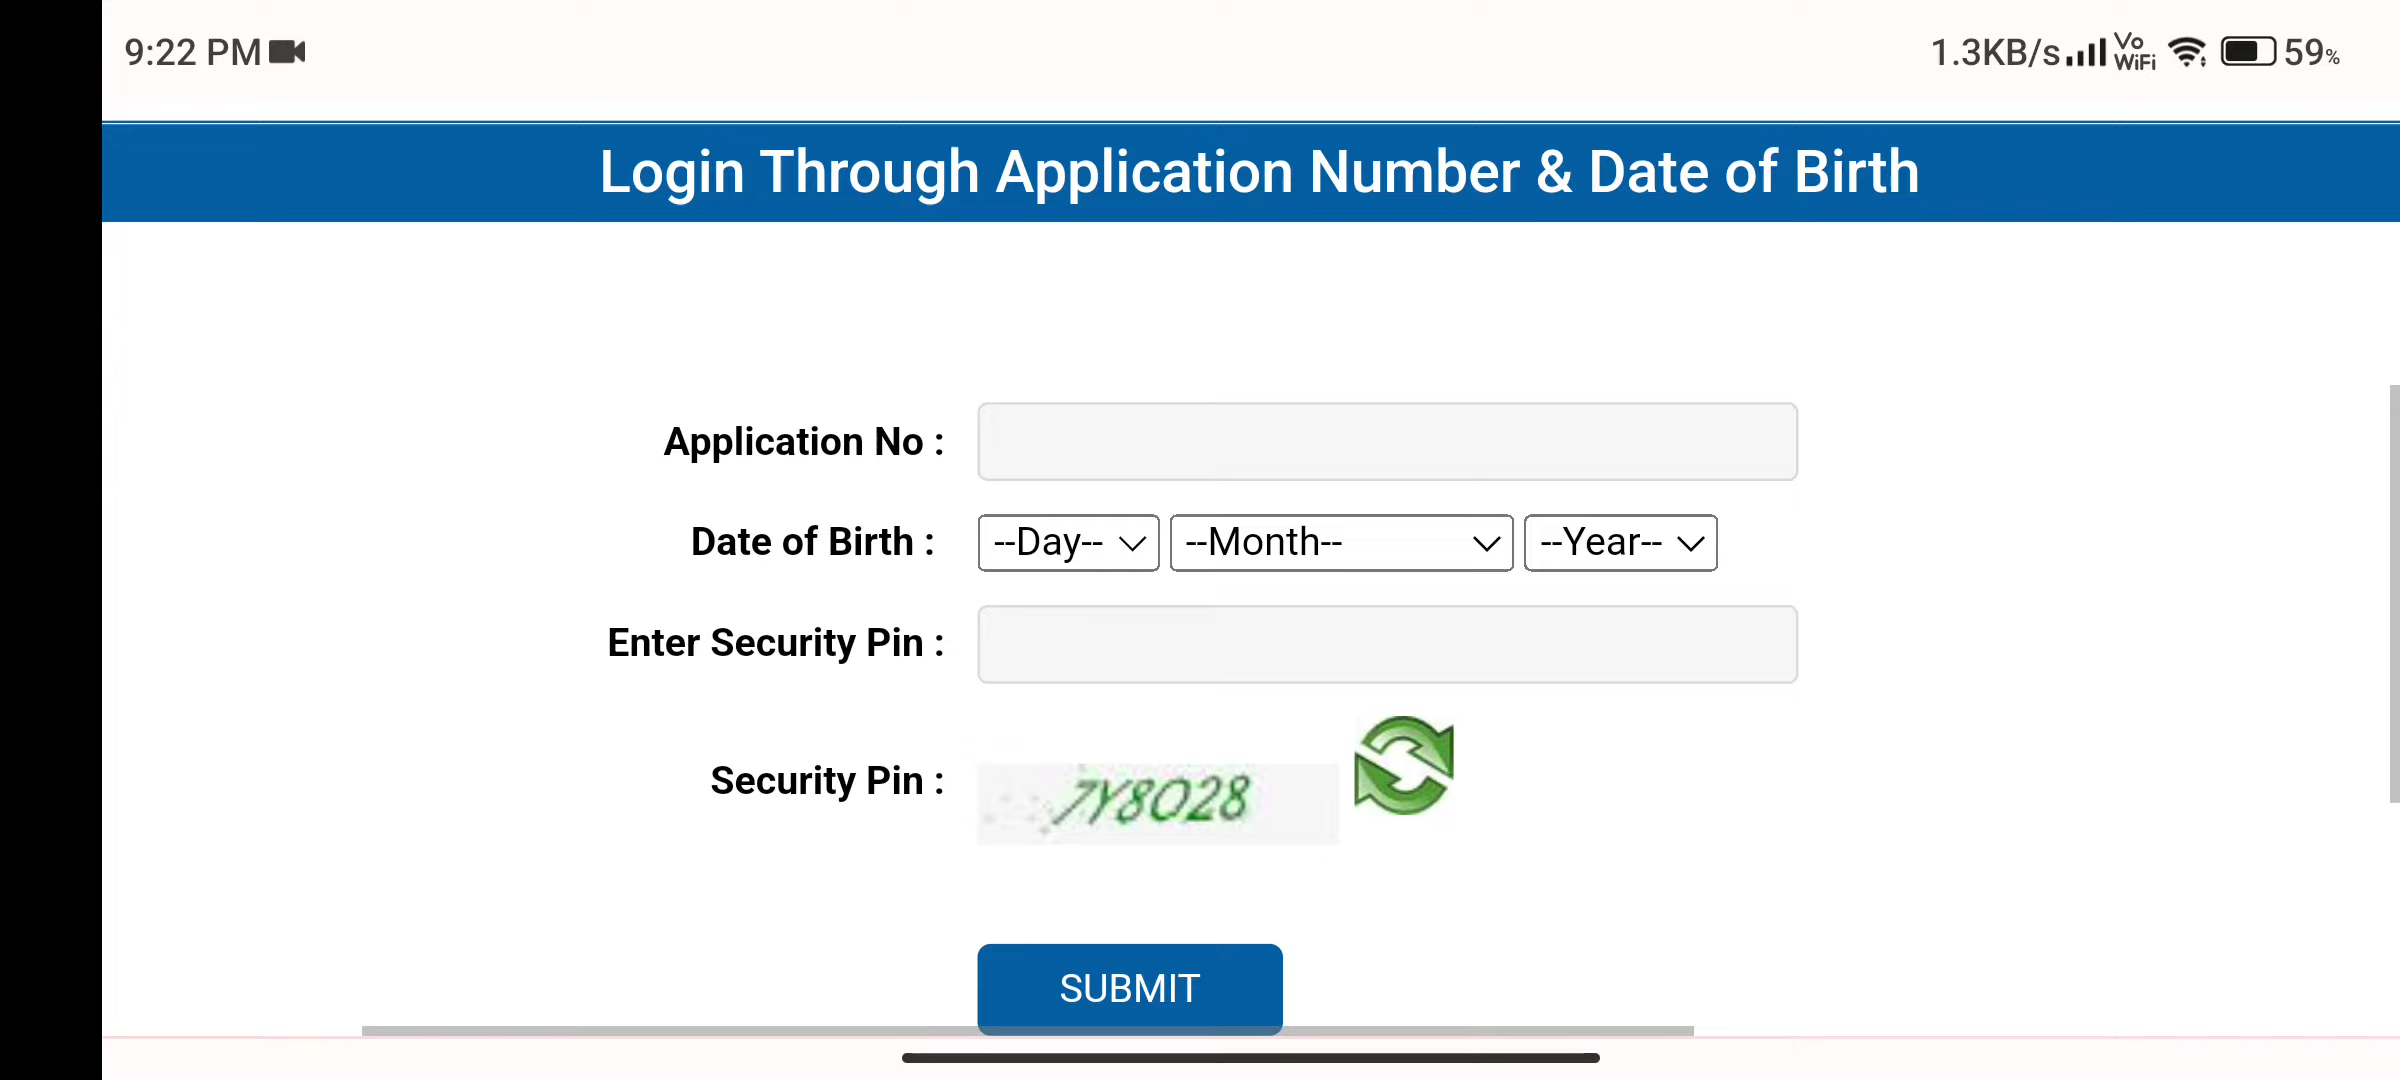 9:22 PM
1.3KB/s Vo WiFi 59%
Login Through Application Number & Date of Birth
Application No :
Date of Birth : --Day-- --Month-- --Year--
Enter Security Pin :
Security Pin : 7Y8O28
SUBMIT